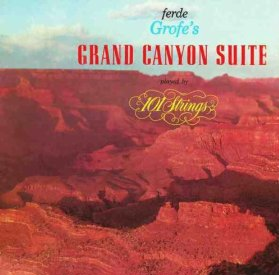 ferde
Grofe's
GRAND CANYON SUITE
played by
101 Strings